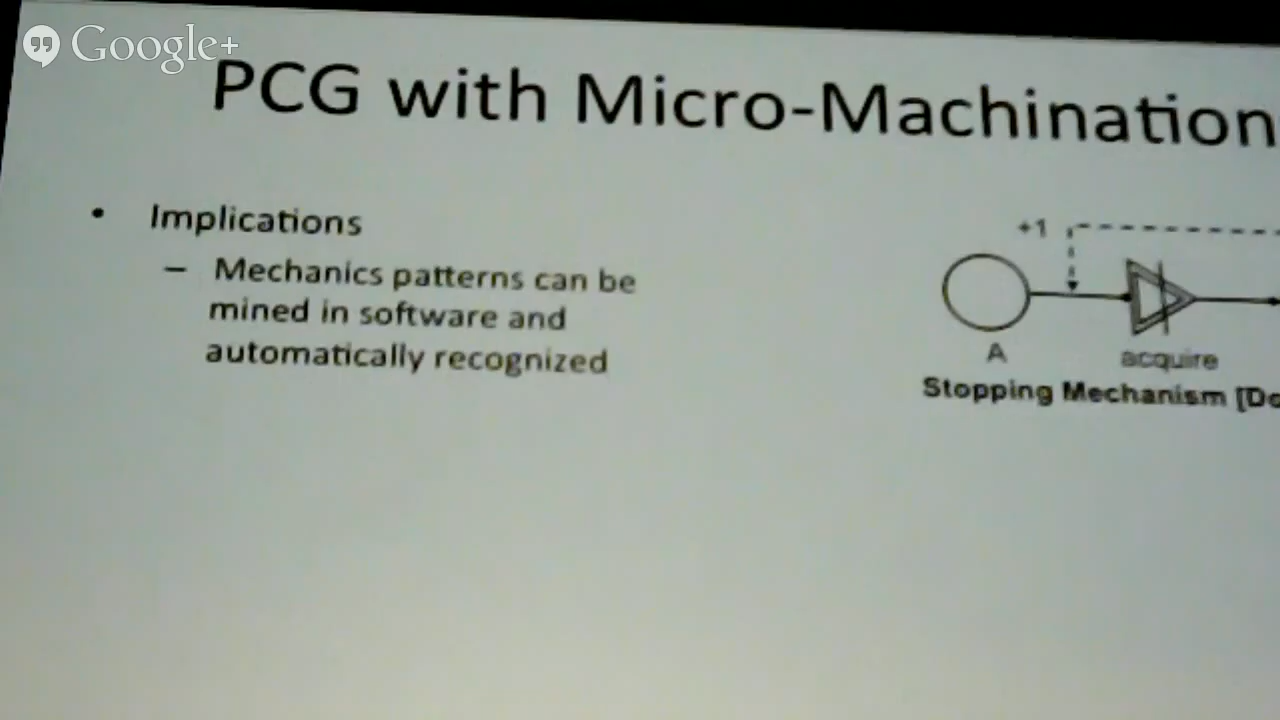 Google+
PCG with Micro-Machination
• Implications
– Mechanics patterns can be
mined in software and
automatically recognized
+1
A
acquire
Stopping Mechanism [Do